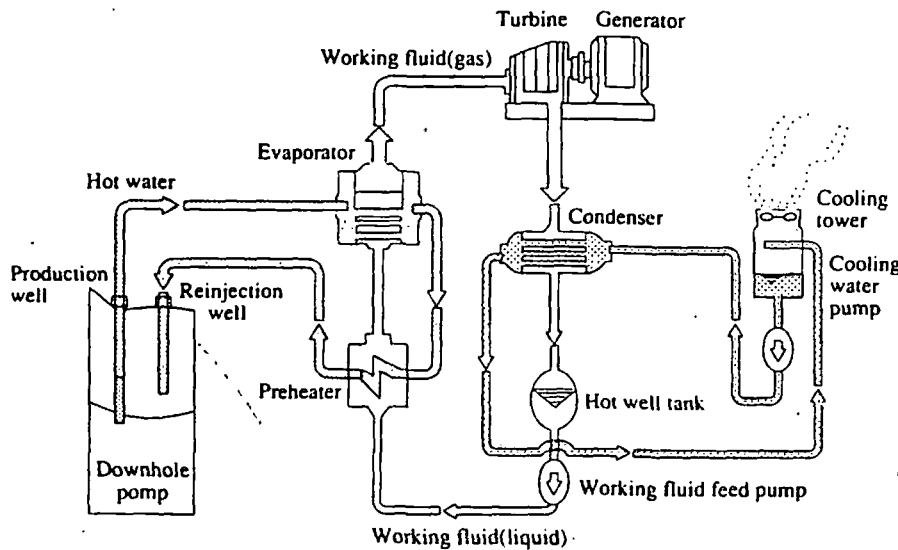 Turbine
Generator
Working fluid(gas)
Evaporator
Hot water
Condenser
Cooling
tower
Production
well
Reinjection
well
Cooling
water
pump
Preheater
Hot well tank
Downhole
pomp
Working fluid feed pump
Working fluid(liquid)